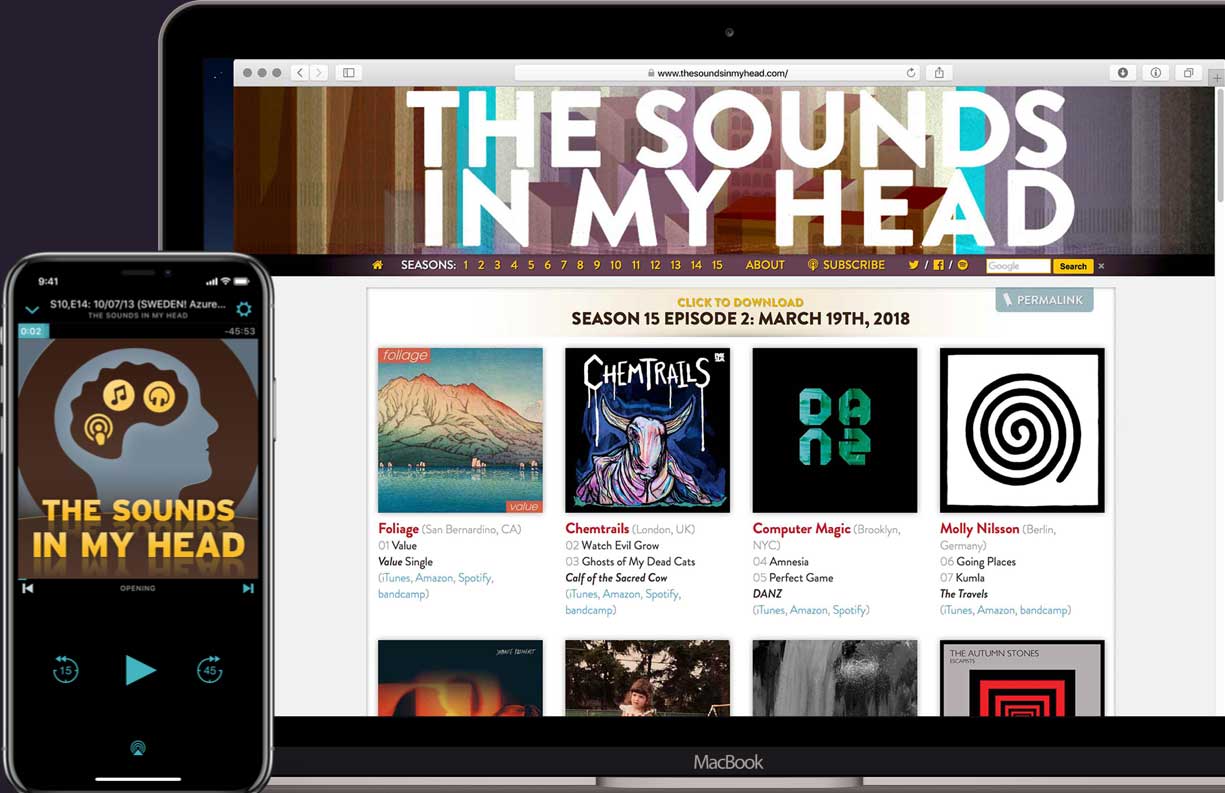 www.thesoundsinmyhead.com/
THE SOUNDS
IN MY HEAD
SEASONS: 1 2 3 4 5 6 7 8 9 10 11 12 13 14 15 ABOUT SUBSCRIBE / / Google Search ×
CLICK TO DOWNLOAD
SEASON 15 EPISODE 2: MARCH 19TH, 2018
PERMALINK
foliage
value
Foliage (San Bernardino, CA)
01 Value
Value Single
(iTunes, Amazon, Spotify,
bandcamp)
CHEMTRAILS
Chemtrails (London, UK)
02 Watch Evil Grow
03 Ghosts of My Dead Cats
Calf of the Sacred Cow
(iTunes, Amazon, Spotify,
bandcamp)
DA
NZ
Computer Magic (Brooklyn,
NYC)
04 Amnesia
05 Perfect Game
DANZ
(iTunes, Amazon, Spotify)
Molly Nilsson (Berlin,
Germany)
06 Going Places
07 Kumla
The Travels
(iTunes, Amazon, bandcamp)
THE AUTUMN STONES
ESCAPISTS
MacBook
9:41
S10,E14: 10/07/13 (SWEDEN! Azure...
THE SOUNDS IN MY HEAD
0:02 -45:53
THE SOUNDS
IN MY HEAD
OPENING
15 45